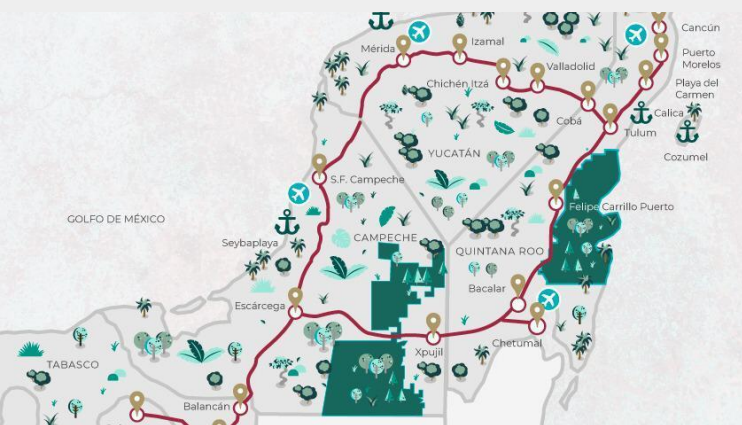 Cancún
Mérida
Izamal
Puerto
Morelos
Valladolid
Chichén Itzá
Playa del
Carmen
Calica
Cobá
Tulum
YUCATÁN
Cozumel
S.F. Campeche
Felipe Carrillo Puerto
GOLFO DE MÉXICO
CAMPECHE
Seybaplaya
QUINTANA ROO
Bacalar
Escárcega
Chetumal
Xpujil
TABASCO
Balancán